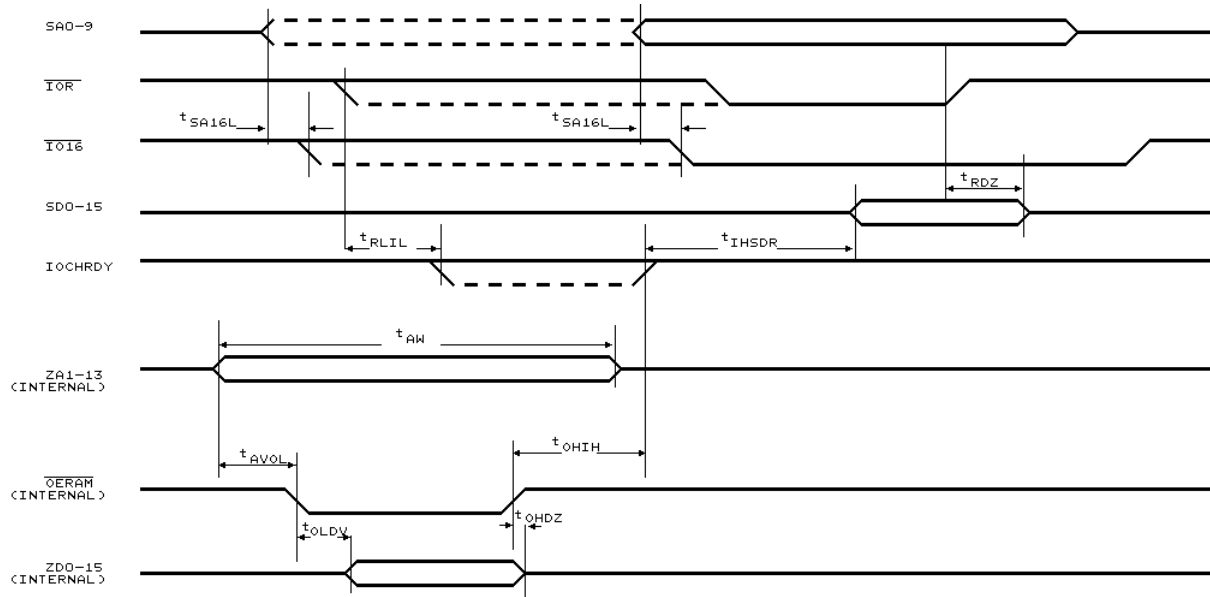 SA0-9
IOR
tSA16L
tSA16L
IO16
tRDZ
SD0-15
tRLIL
tIHSDR
IOCHRDY
tAW
ZA1-13
(INTERNAL)
tAVOL
tOHIH
OERAM
(INTERNAL)
tOLDV
tOHDZ
ZD0-15
(INTERNAL)